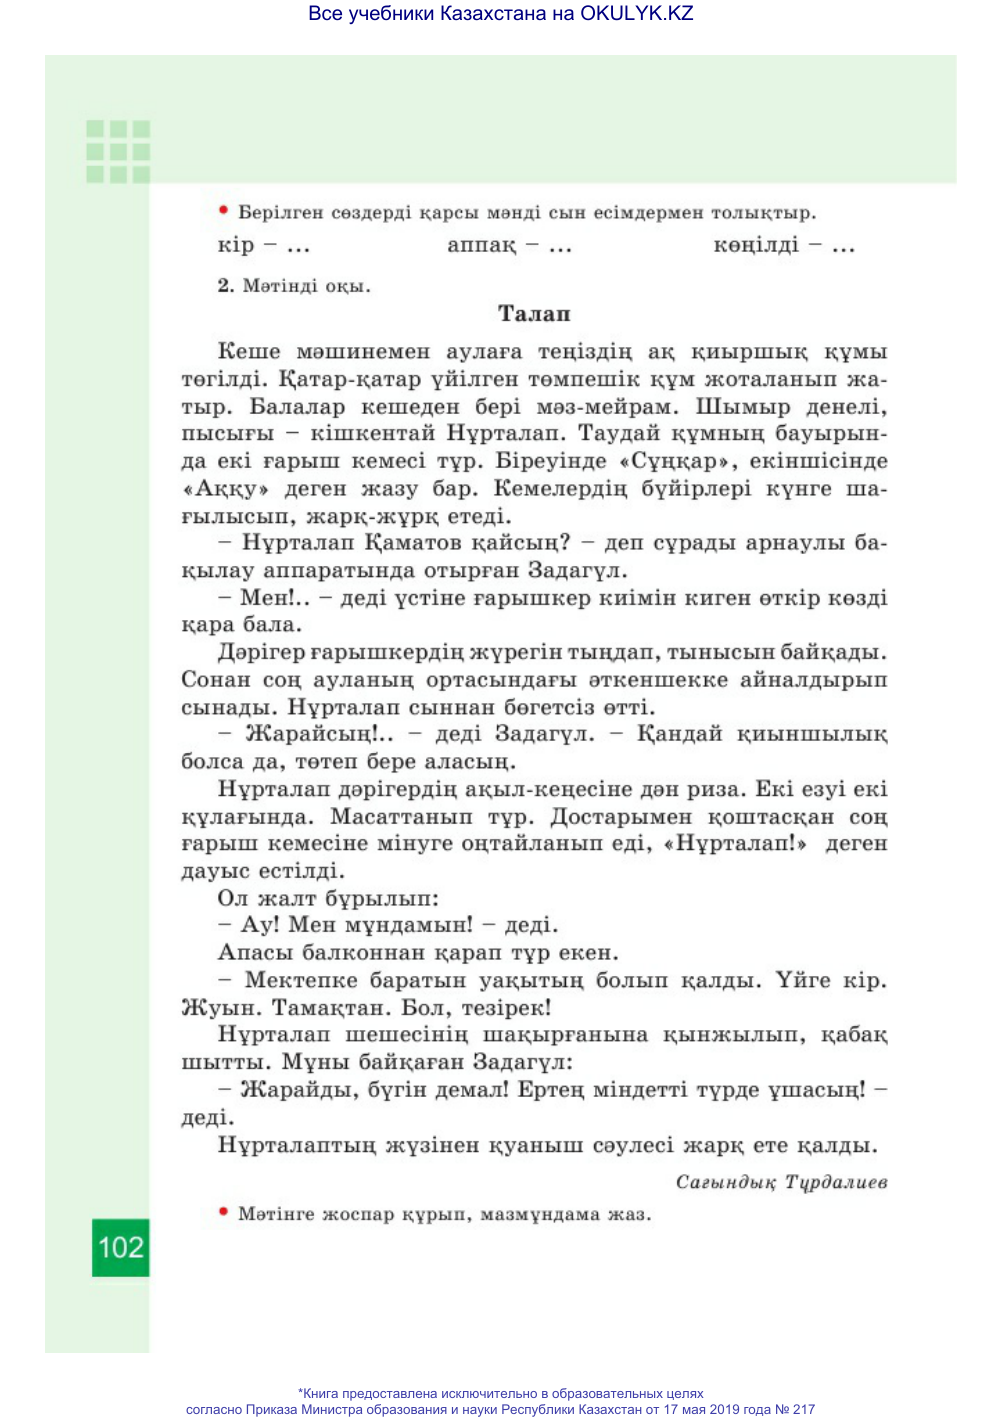 Все учебники Казахстана на OKULYK.KZ
• Берілген сөздерді қарсы мәнді сын есімдермен толықтыр.
кір – ... аппақ – ... көңілді – ...
2. Мәтінді оқы.
Талап
Кеше мәшинемен аулаға теңіздің ақ қиыршық құмы
төгілді. Қатар-қатар үйілген төмпешік құм жоталанып жа-
тыр. Балалар кешеден бері мәз-мейрам. Шымыр денелі,
пысығы – кішкентай Нұрталап. Таудай құмның бауырын-
да екі ғарыш кемесі тұр. Біреуінде «Сұңқар», екіншісінде
«Аққу» деген жазу бар. Кемелердің бүйірлері күнге ша-
ғылысып, жарқ-жұрқ етеді.
– Нұрталап Қаматов қайсың? – деп сұрады арнаулы ба-
қылау аппаратында отырған Задагүл.
– Мен!.. – деді үстіне ғарышкер киімін киген өткір көзді
қара бала.
Дәрігер ғарышкердің жүрегін тыңдап, тынысын байқады.
Сонан соң ауланың ортасындағы әткеншекке айналдырып
сынады. Нұрталап сыннан бөгетсіз өтті.
– Жарайсың!.. – деді Задагүл. – Қандай қиыншылық
болса да, төтеп бере аласың.
Нұрталап дәрігердің ақыл-кеңесіне дән риза. Екі езуі екі
құлағында. Масаттанып тұр. Достарымен қоштасқан соң
ғарыш кемесіне мінуге оңтайланып еді, «Нұрталап!» деген
дауыс естілді.
Ол жалт бұрылып:
– Ау! Мен мұндамын! – деді.
Апасы балконнан қарап тұр екен.
– Мектепке баратын уақытың болып қалды. Үйге кір.
Жуын. Тамақтан. Бол, тезірек!
Нұрталап шешесінің шақырғанына қынжылып, қабақ
шытты. Мұны байқаған Задагүл:
– Жарайды, бүгін демал! Ертең міндетті түрде ұшасың! –
деді.
Нұрталаптың жүзінен қуаныш сәулесі жарқ ете қалды.
Сағындық Тұрдалиев
• Мәтінге жоспар құрып, мазмұндама жаз.
102
*Книга предоставлена исключительно в образовательных целях
согласно Приказа Министра образования и науки Республики Казахстан от 17 мая 2019 года № 217